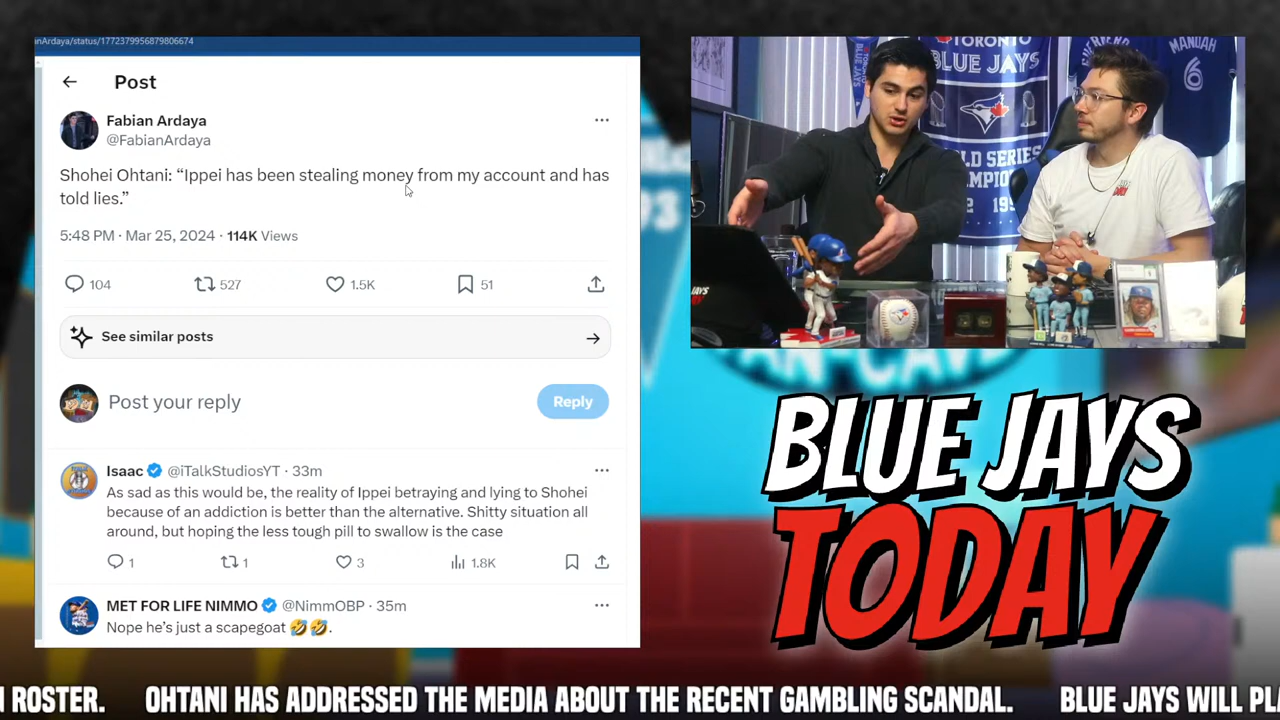 anArdaya/status/1772379956879806674
Post
Fabian Ardaya
@FabianArdaya
Shohei Ohtani: “Ippei has been stealing money from my account and has
told lies.”
5:48 PM · Mar 25, 2024 · 114K Views
104 527 1.5K 51
See similar posts
Post your reply
Reply
Isaac @iTalkStudiosYT · 33m
As sad as this would be, the reality of Ippei betraying and lying to Shohei
because of an addiction is better than the alternative. Shitty situation all
around, but hoping the less tough pill to swallow is the case
1 1 3 1.8K
MET FOR LIFE NIMMO @NimmOBP · 35m
Nope he’s just a scapegoat 🤣🤣.
TORONTO
BLUE JAYS
WORLD SERIES
MANOAH
6
BLUE JAYS
TODAY
N ROSTER. OHTANI HAS ADDRESSED THE MEDIA ABOUT THE RECENT GAMBLING SCANDAL. BLUE JAYS WILL PLA